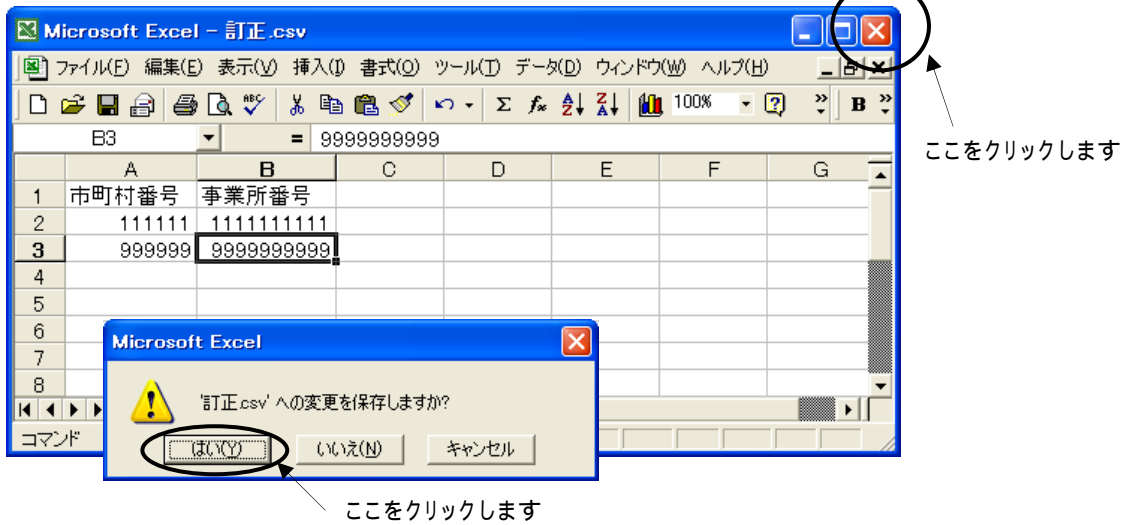 Microsoft Excel - 訂正.csv
ファイル(F) 編集(E) 表示(V) 挿入(I) 書式(O) ツール(T) データ(D) ウィンドウ(W) ヘルプ(H)
ABC Σ fx A Z Z A 100% ? B
B3 = 9999999999
ここをクリックします
A B C D E F G
1 市町村番号 事業所番号
2 111111 1111111111
3 999999 9999999999
4
5
6
7
8
Microsoft Excel
'訂正.csv' への変更を保存しますか?
はい(Y) いいえ(N) キャンセル
コマンド
ここをクリックします